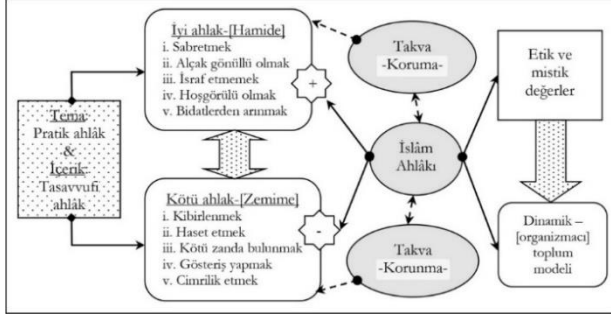 Tema:
Pratik ahlâk
&
İçerik:
Tasavvufi
ahlâk
İyi ahlak-[Hamide]
i. Sabretmek
ii. Alçak gönüllü olmak
iii. İsraf etmemek
iv. Hoşgörülü olmak
v. Bidatlerden arınmak
+
Kötü ahlak-[Zemime]
i. Kibirlenmek
ii. Haset etmek
iii. Kötü zanda bulunmak
iv. Gösteriş yapmak
v. Cimrilik etmek
-
Takva
-Koruma-
İslâm
Ahlâkı
Takva
-Korunma-
Etik ve
mistik
değerler
Dinamik –
[organizmacı]
toplum
modeli